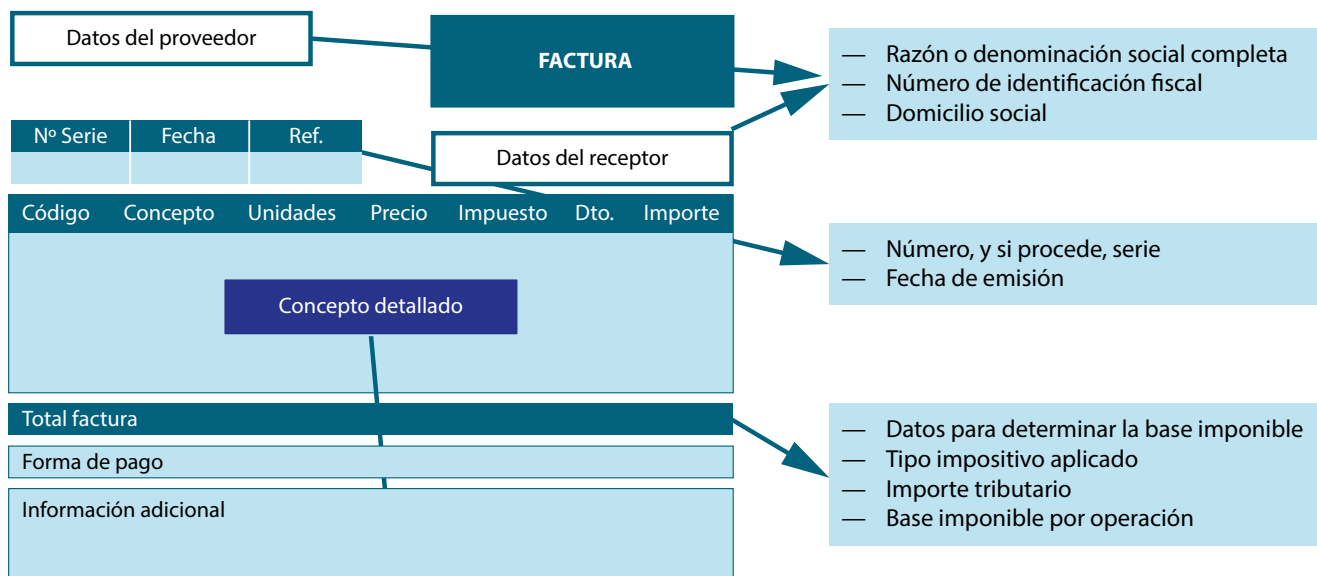 Datos del proveedor
FACTURA
— Razón o denominación social completa
— Número de identificación fiscal
— Domicilio social
Nº Serie Fecha Ref.
Datos del receptor
Código Concepto Unidades Precio Impuesto Dto. Importe
— Número, y si procede, serie
— Fecha de emisión
Concepto detallado
Total factura
— Datos para determinar la base imponible
— Tipo impositivo aplicado
— Importe tributario
— Base imponible por operación
Forma de pago
Información adicional